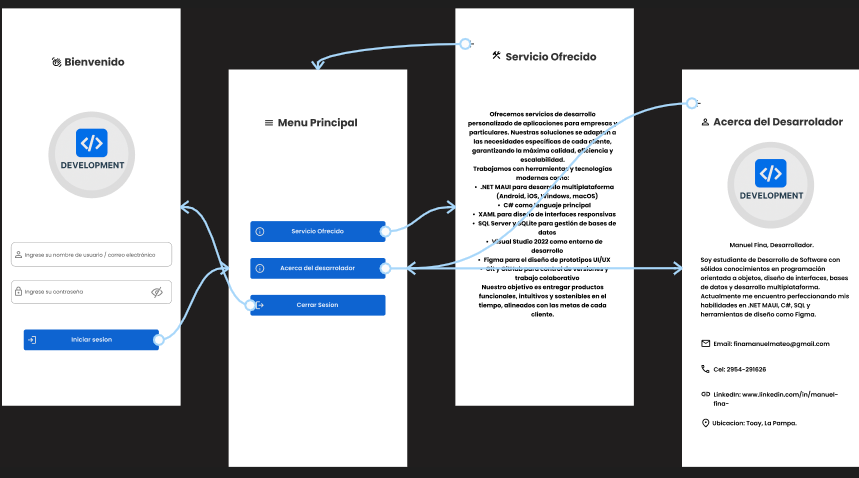 Bienvenido
DEVELOPMENT
Ingrese su nombre de usuario / correo electrónico
Ingrese su contraseña
Iniciar sesion
Menu Principal
Servicio Ofrecido
Acerca del desarrolador
Cerrar Sesion
Servicio Ofrecido
Ofrecemos servicios de desarrollo
personalizado de aplicaciones para empresas y
particulares. Nuestras soluciones se adaptan a
las necesidades específicas de cada cliente,
garantizando la máxima calidad, eficiencia y
escalabilidad.
Trabajamos con herramientas y tecnologías
modernas como:
• .NET MAUI para desarrollo multiplataforma
(Android, iOS, Windows, macOS)
• C# como lenguaje principal
• XAML para diseño de interfaces responsivas
• SQL Server y SQLite para gestión de bases de
datos
• Visual Studio 2022 como entorno de
desarrollo
• Figma para el diseño de prototipos UI/UX
• Git y GitHub para control de versiones y
trabajo colaborativo
Nuestro objetivo es entregar productos
funcionales, intuitivos y sostenibles en el
tiempo, alineados con las metas de cada
cliente.
Acerca del Desarrolador
DEVELOPMENT
Manuel Fina, Desarrollador.
Soy estudiante de Desarrollo de Software con
sólidos conocimientos en programación
orientada a objetos, diseño de interfaces, bases
de datos y desarrollo multiplataforma.
Actualmente me encuentro perfeccionando mis
habilidades en .NET MAUI, C#, SQL y
herramientas de diseño como Figma.
Email: finamanuelmateo@gmail.com
Cel: 2954-291626
LinkedIn: www.linkedin.com/in/manuel-
fina-
Ubicacion: Toay, La Pampa.